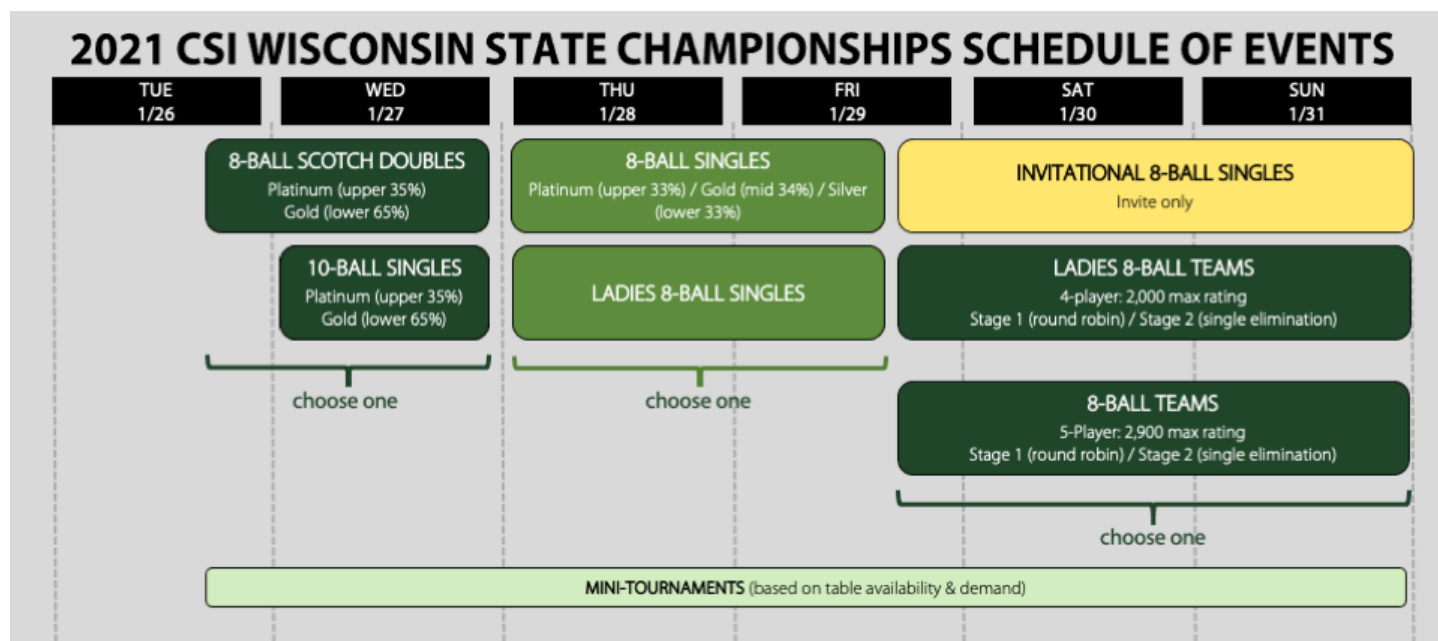 2021 CSI WISCONSIN STATE CHAMPIONSHIPS SCHEDULE OF EVENTS
TUE
1/26
WED
1/27
THU
1/28
FRI
1/29
SAT
1/30
SUN
1/31
8-BALL SCOTCH DOUBLES
Platinum (upper 35%)
Gold (lower 65%)
8-BALL SINGLES
Platinum (upper 33%) / Gold (mid 34%) / Silver
(lower 33%)
INVITATIONAL 8-BALL SINGLES
Invite only
10-BALL SINGLES
Platinum (upper 35%)
Gold (lower 65%)
LADIES 8-BALL SINGLES
LADIES 8-BALL TEAMS
4-player: 2,000 max rating
Stage 1 (round robin) / Stage 2 (single elimination)
choose one
choose one
8-BALL TEAMS
5-Player: 2,900 max rating
Stage 1 (round robin) / Stage 2 (single elimination)
choose one
MINI-TOURNAMENTS (based on table availability & demand)